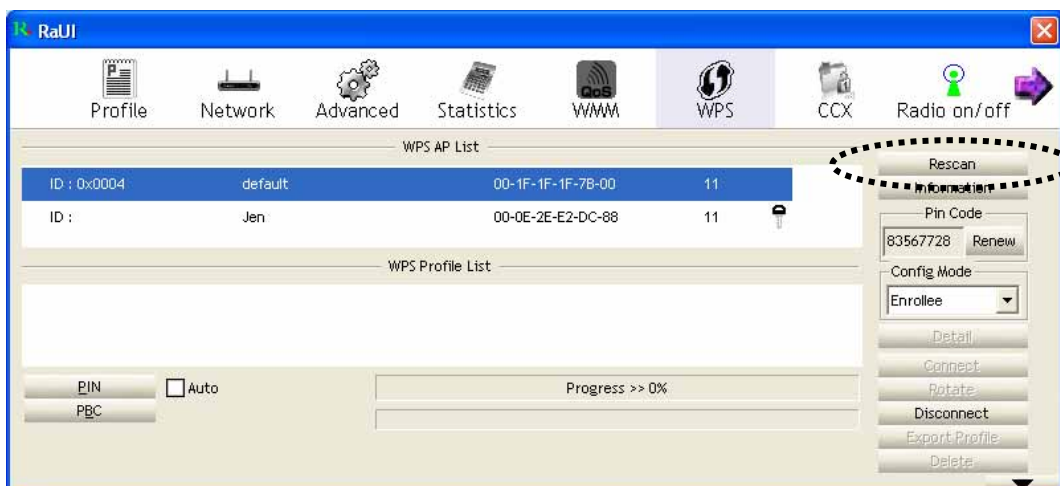 RaUI
Profile Network Advanced Statistics QoS WMM WPS CCX Radio on/off
WPS AP List
ID : 0x0004 default 00-1F-1F-1F-7B-00 11
ID : Jen 00-0E-2E-E2-DC-88 11
WPS Profile List
Rescan
Information
Pin Code
83567728 Renew
Config Mode
Enrollee
Detail
Connect
Rotate
Disconnect
Export Profile
Delete
PIN Auto Progress >> 0%
PBC